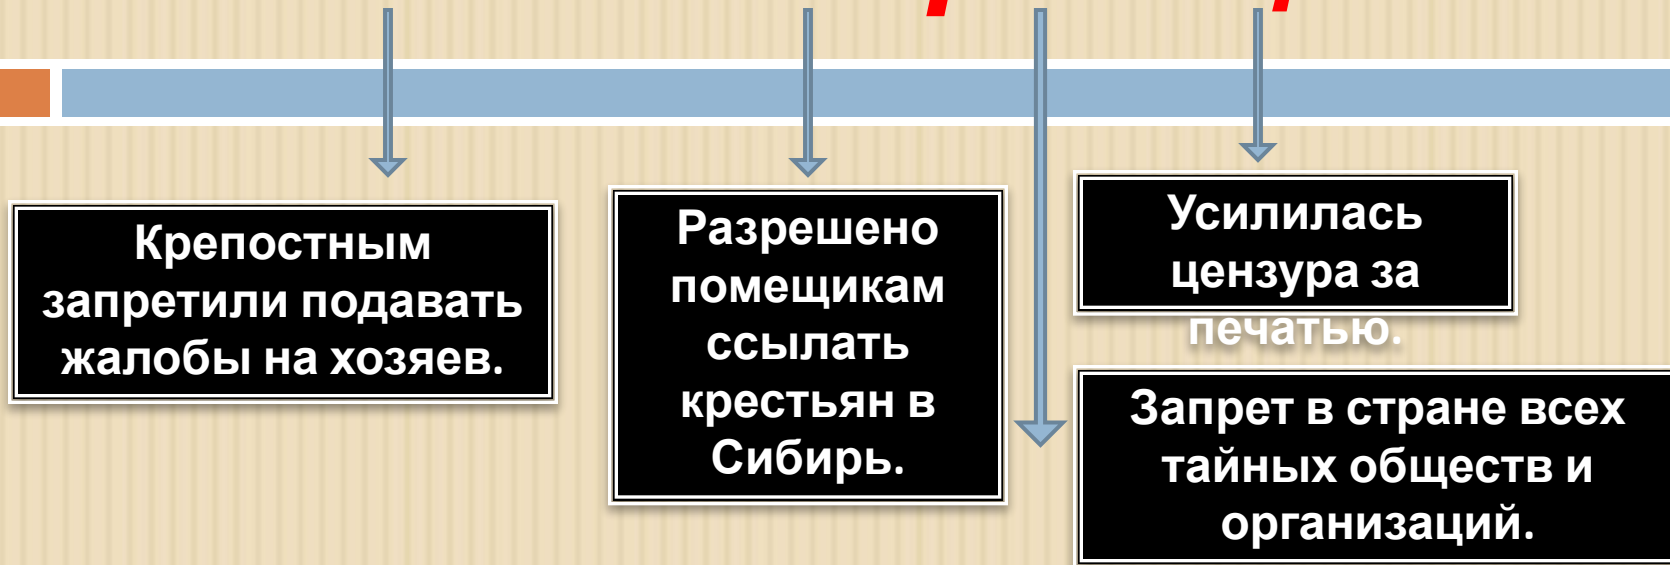 Крепостным
запретили подавать
жалобы на хозяев.
Разрешено
помещикам
ссылать
крестьян в
Сибирь.
Усилилась
цензура за
печатью.
Запрет в стране всех
тайных обществ и
организаций.